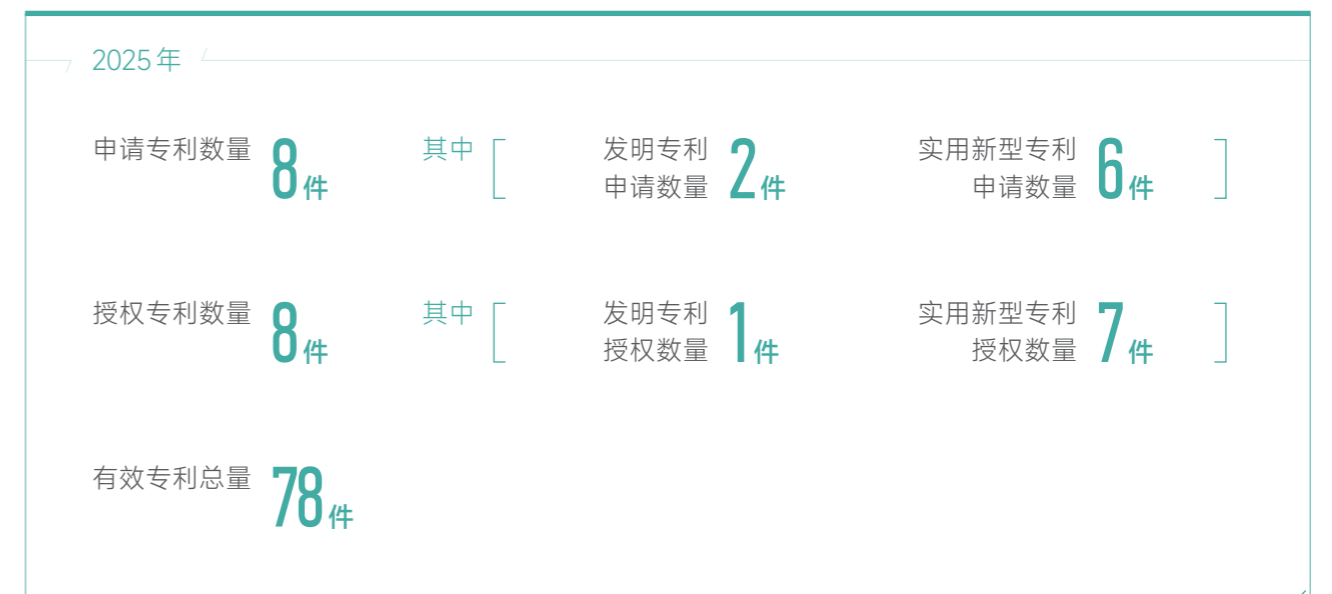 2025年
申请专利数量 8件 其中 发明专利 申请数量 2件 实用新型专利 申请数量 6件
授权专利数量 8件 其中 发明专利 授权数量 1件 实用新型专利 授权数量 7件
有效专利总量 78件